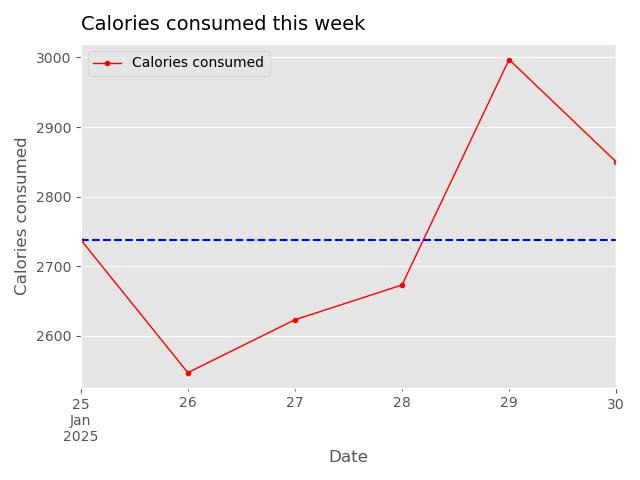 Calories consumed this week
Calories consumed
3000
2900
2800
2700
2600
Calories consumed
25 26 27 28 29 30
Jan
2025
Date